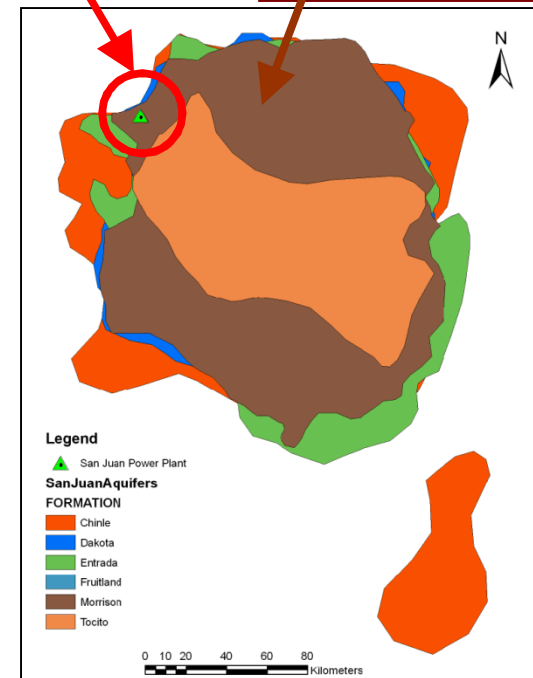 N
Legend
San Juan Power Plant
SanJuanAquifers
FORMATION
Chinle
Dakota
Entrada
Fruitland
Morrison
Tocito
0 10 20 40 60 80
Kilometers